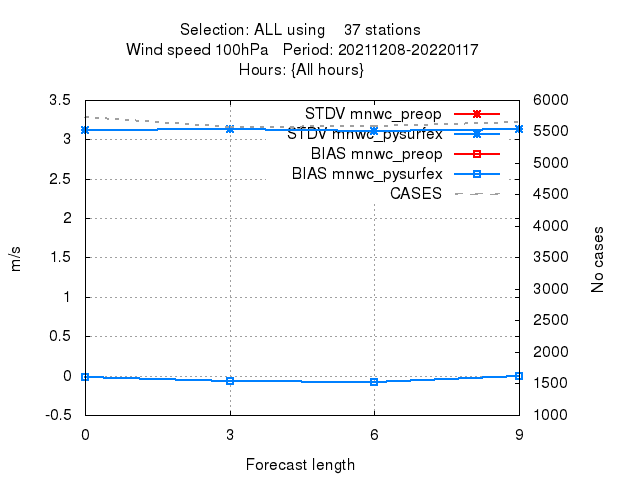 Selection: ALL using 37 stations
Wind speed 100hPa Period: 20211208-20220117
Hours: {All hours}
3.5
3
2.5
2
1.5
1
0.5
0
-0.5
6000
5500
5000
4500
4000
3500
3000
2500
2000
1500
1000
STDV mnwc_preop
STDV mnwc_pysurfex
BIAS mnwc_preop
BIAS mnwc_pysurfex
CASES
m/s
No cases
0 3 6 9
Forecast length